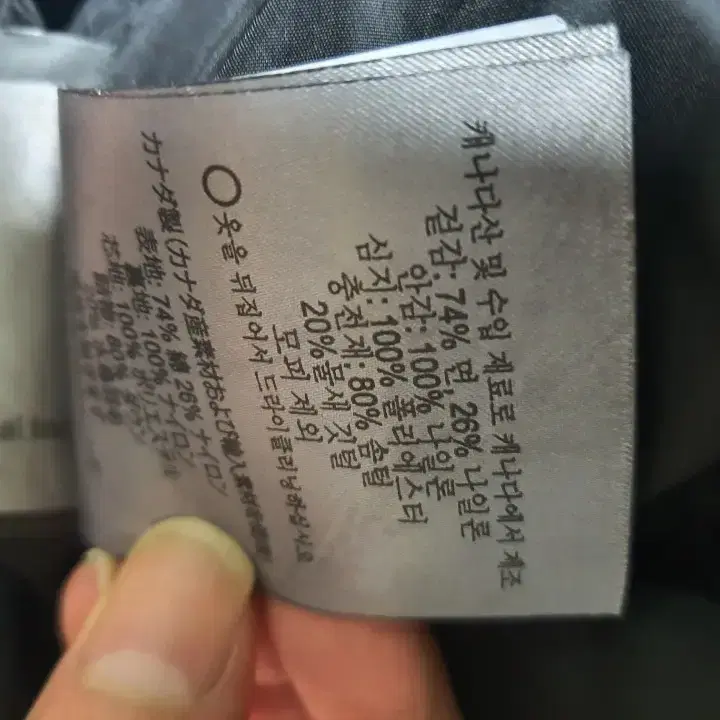 캐나다산 및 수입 재료로 캐나다에서 제조
겉감: 74% 면, 26% 나일론
안감: 100% 나일론
심지: 100% 폴리에스터
충전재: 80% 솜털
20%물새 깃털
모피 제외
옷을 뒤집어서 드라이클리닝하십시오
カナダ製 (カナダ産素材および輸入素材
表地: 74% 綿 26% ナイロン
裏地: 100% ナイロン
芯地: 100%